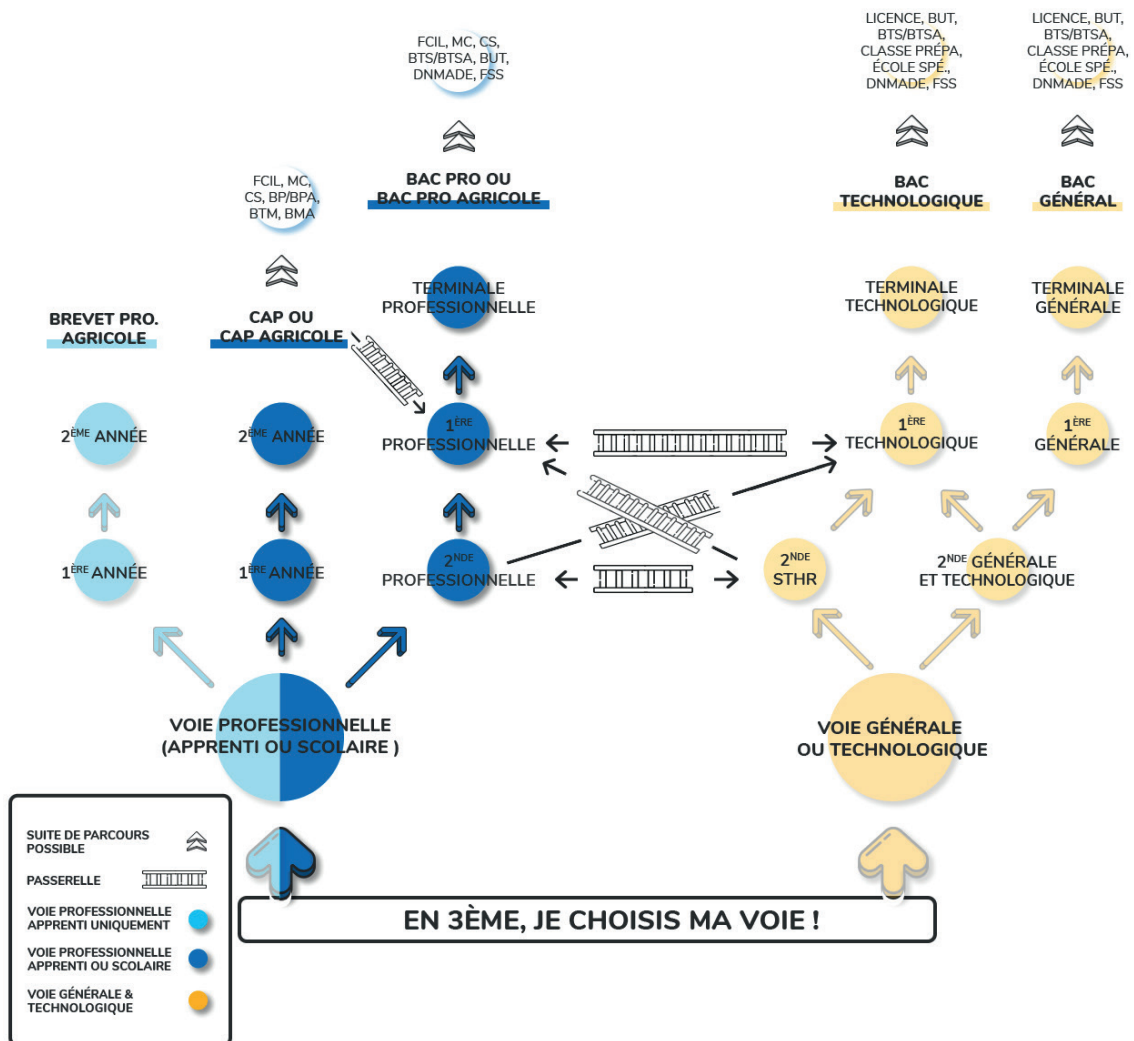 FCIL, MC, CS,
BTS/BTSA, BUT,
DNMADE, FSS
LICENCE, BUT,
BTS/BTSA,
CLASSE PRÉPA,
ÉCOLE SPÉ.,
DNMADE, FSS
LICENCE, BUT,
BTS/BTSA,
CLASSE PRÉPA,
ÉCOLE SPÉ.,
DNMADE, FSS
FCIL, MC,
CS, BP/BPA,
BTM, BMA
BAC PRO OU
BAC PRO AGRICOLE
BAC
TECHNOLOGIQUE
BAC
GÉNÉRAL
BREVET PRO.
AGRICOLE
CAP OU
CAP AGRICOLE
TERMINALE
PROFESSIONNELLE
TERMINALE
TECHNOLOGIQUE
TERMINALE
GÉNÉRALE
2ÈME ANNÉE
2ÈME ANNÉE
1ÈRE
PROFESSIONNELLE
1ÈRE
TECHNOLOGIQUE
1ÈRE
GÉNÉRALE
1ÈRE ANNÉE
1ÈRE ANNÉE
2NDE
PROFESSIONNELLE
2NDE
STHR
2NDE GÉNÉRALE
ET TECHNOLOGIQUE
VOIE PROFESSIONNELLE
(APPRENTI OU SCOLAIRE )
VOIE GÉNÉRALE
OU TECHNOLOGIQUE
SUITE DE PARCOURS
POSSIBLE
PASSERELLE
VOIE PROFESSIONNELLE
APPRENTI UNIQUEMENT
VOIE PROFESSIONNELLE
APPRENTI OU SCOLAIRE
VOIE GÉNÉRALE &
TECHNOLOGIQUE
EN 3ÈME, JE CHOISIS MA VOIE !